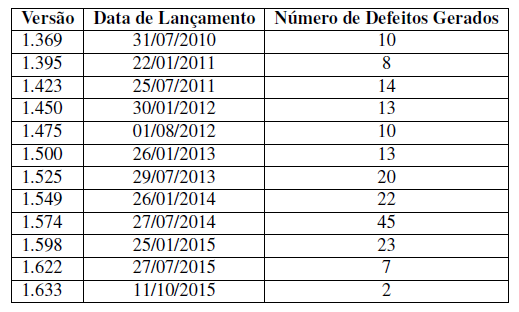 Versão Data de Lançamento Número de Defeitos Gerados
1.369 31/07/2010 10
1.395 22/01/2011 8
1.423 25/07/2011 14
1.450 30/01/2012 13
1.475 01/08/2012 10
1.500 26/01/2013 13
1.525 29/07/2013 20
1.549 26/01/2014 22
1.574 27/07/2014 45
1.598 25/01/2015 23
1.622 27/07/2015 7
1.633 11/10/2015 2